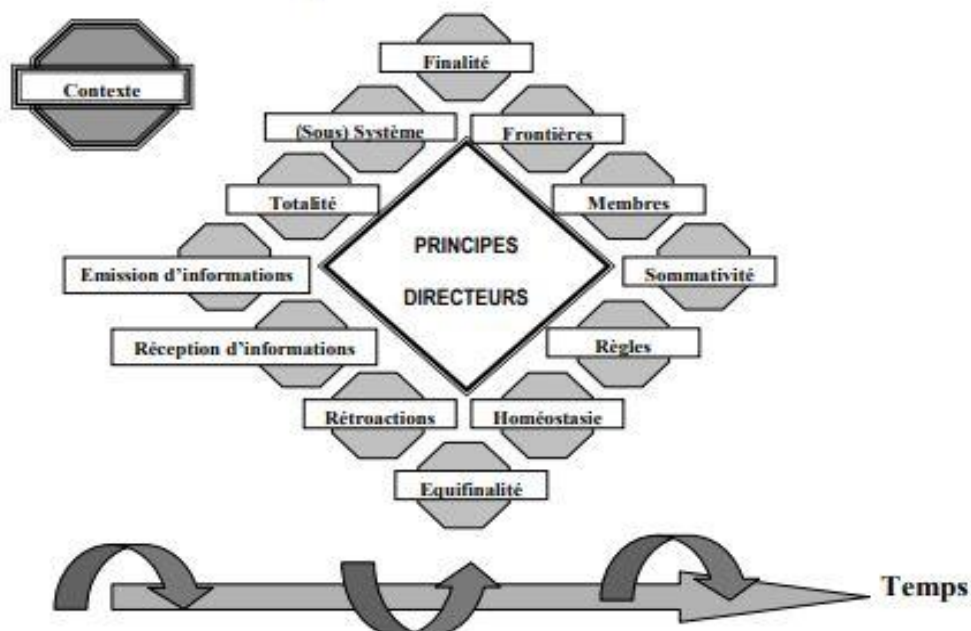 Finalité
Contexte
(Sous) Système
Frontières
Totalité
Membres
PRINCIPES
DIRECTEURS
Emission d'informations
Sommativité
Réception d'informations
Règles
Rétroactions
Homéostasie
Equifinalité
Temps